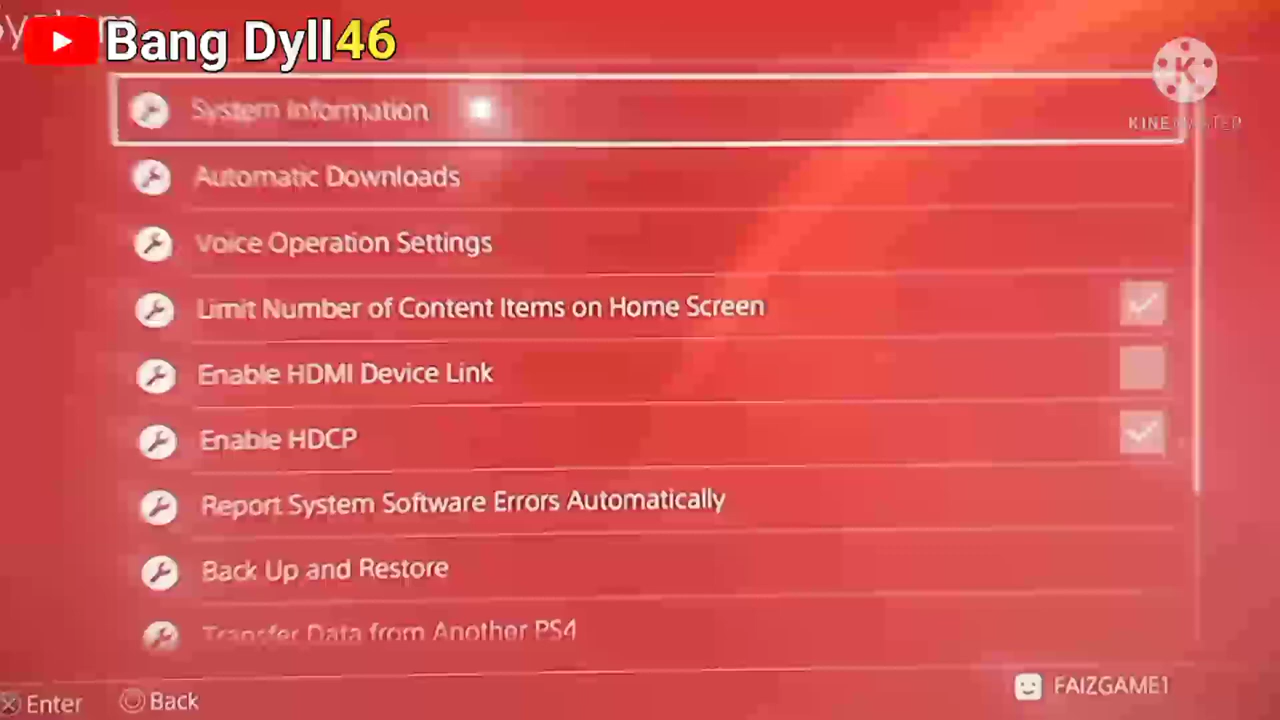 System
Bang Dyll46
System Information
KINEMASTER
Automatic Downloads
Voice Operation Settings
Limit Number of Content Items on Home Screen
Enable HDMI Device Link
Enable HDCP
Report System Software Errors Automatically
Back Up and Restore
Transfer Data from Another PS4
Enter
Back
FAIZGAME1